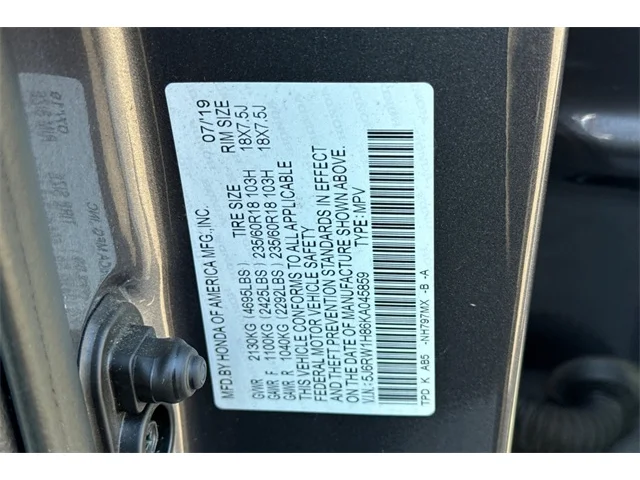 MFD.BY HONDA OF AMERICA MFG.,INC. 07/'19
TIRE SIZE RIM SIZE
GVWR 2130KG (4695LBS)
GAWR F 1100KG (2425LBS) 235/60R18 103H 18X7.5J
GAWR R 1040KG (2292LBS) 235/60R18 103H 18X7.5J
THIS VEHICLE CONFORMS TO ALL APPLICABLE
FEDERAL MOTOR VEHICLE SAFETY
AND THEFT PREVENTION STANDARDS IN EFFECT
ON THE DATE OF MANUFACTURE SHOWN ABOVE.
V.I.N.: 5J6RW1H86KA045859 TYPE: MPV
TPD K AB5 -NH797MX -B -A